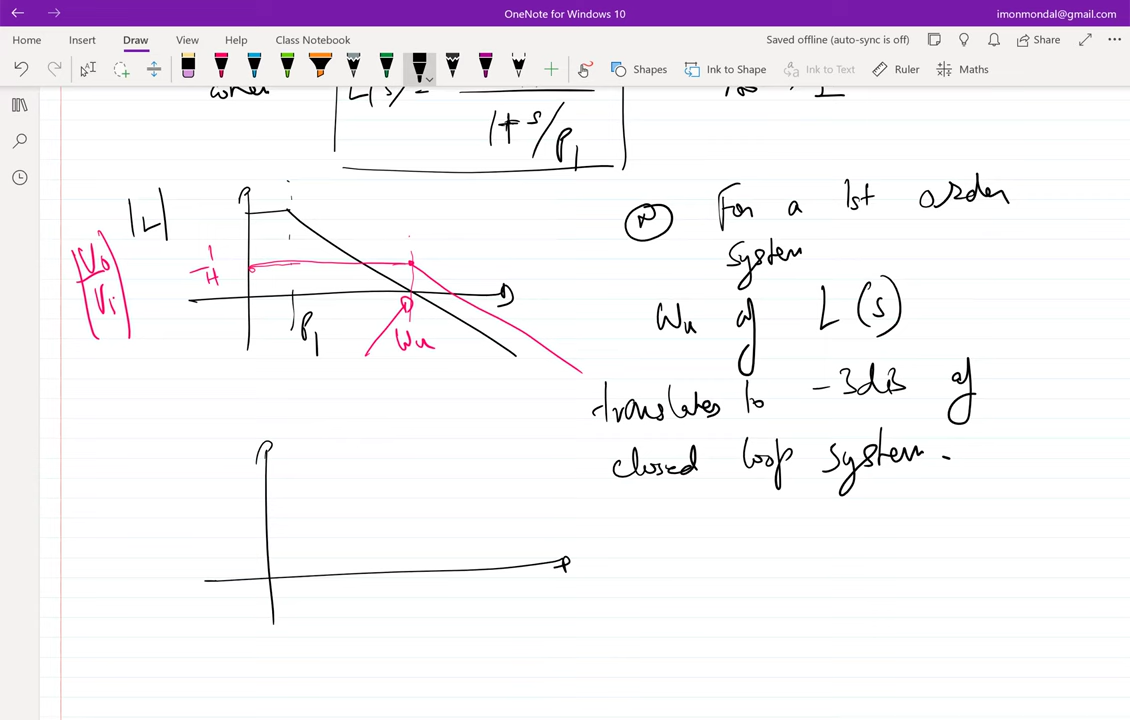 OneNote for Windows 10
imonmondal@gmail.com
Home Insert Draw View Help Class Notebook
Saved offline (auto-sync is off) Share
Shapes Ink to Shape Ink to Text Ruler Maths
when L(s) =
1+ s/p1
|L|
|Vo/Vi|
1/H
p1
ωu
For a 1st order
system
ωu of L(s)
translates to -3dB of
closed loop system.